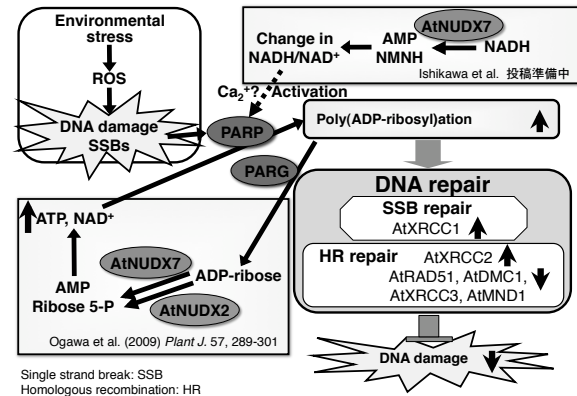 Environmental
stress
ROS
DNA damage
SSBs
Change in
NADH/NAD⁺
AMP
NMNH
AtNUDX7
NADH
Ishikawa et al. 投稿準備中
Ca₂⁺? Activation
PARP
Poly(ADP-ribosyl)ation
PARG
ATP, NAD⁺
AtNUDX7
ADP-ribose
AMP
Ribose 5-P
AtNUDX2
Ogawa et al. (2009) Plant J. 57, 289-301
DNA repair
SSB repair
AtXRCC1
HR repair
AtXRCC2
AtRAD51, AtDMC1,
AtXRCC3, AtMND1
DNA damage
Single strand break: SSB
Homologous recombination: HR